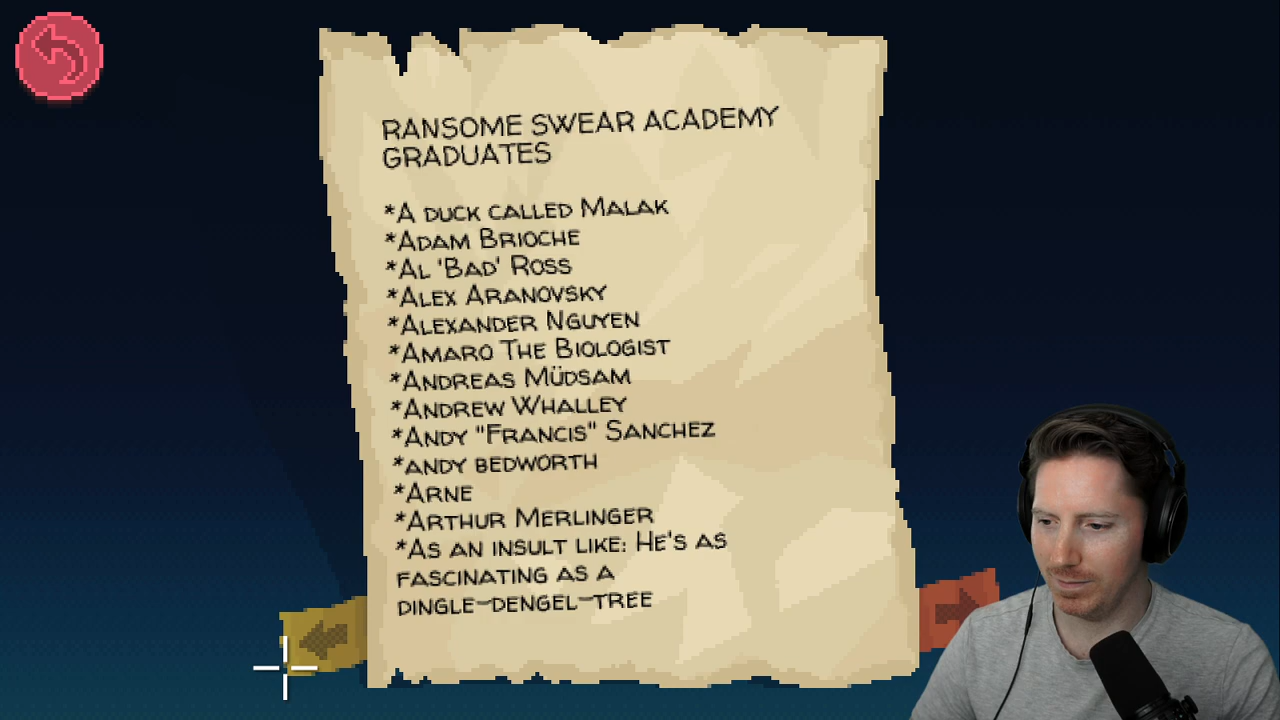 RANSOME SWEAR ACADEMY
GRADUATES
*A DUCK CALLED MALAK
*ADAM BRIOCHE
*AL 'BAD' ROSS
*ALEX ARANOVSKY
*ALEXANDER NGUYEN
*AMARO THE BIOLOGIST
*ANDREAS MÜDSAM
*ANDREW WHALLEY
*ANDY "FRANCIS" SANCHEZ
*ANDY BEDWORTH
*ARNE
*ARTHUR MERLINGER
*AS AN INSULT LIKE: HE'S AS
FASCINATING AS A
DINGLE-DENGEL-TREE